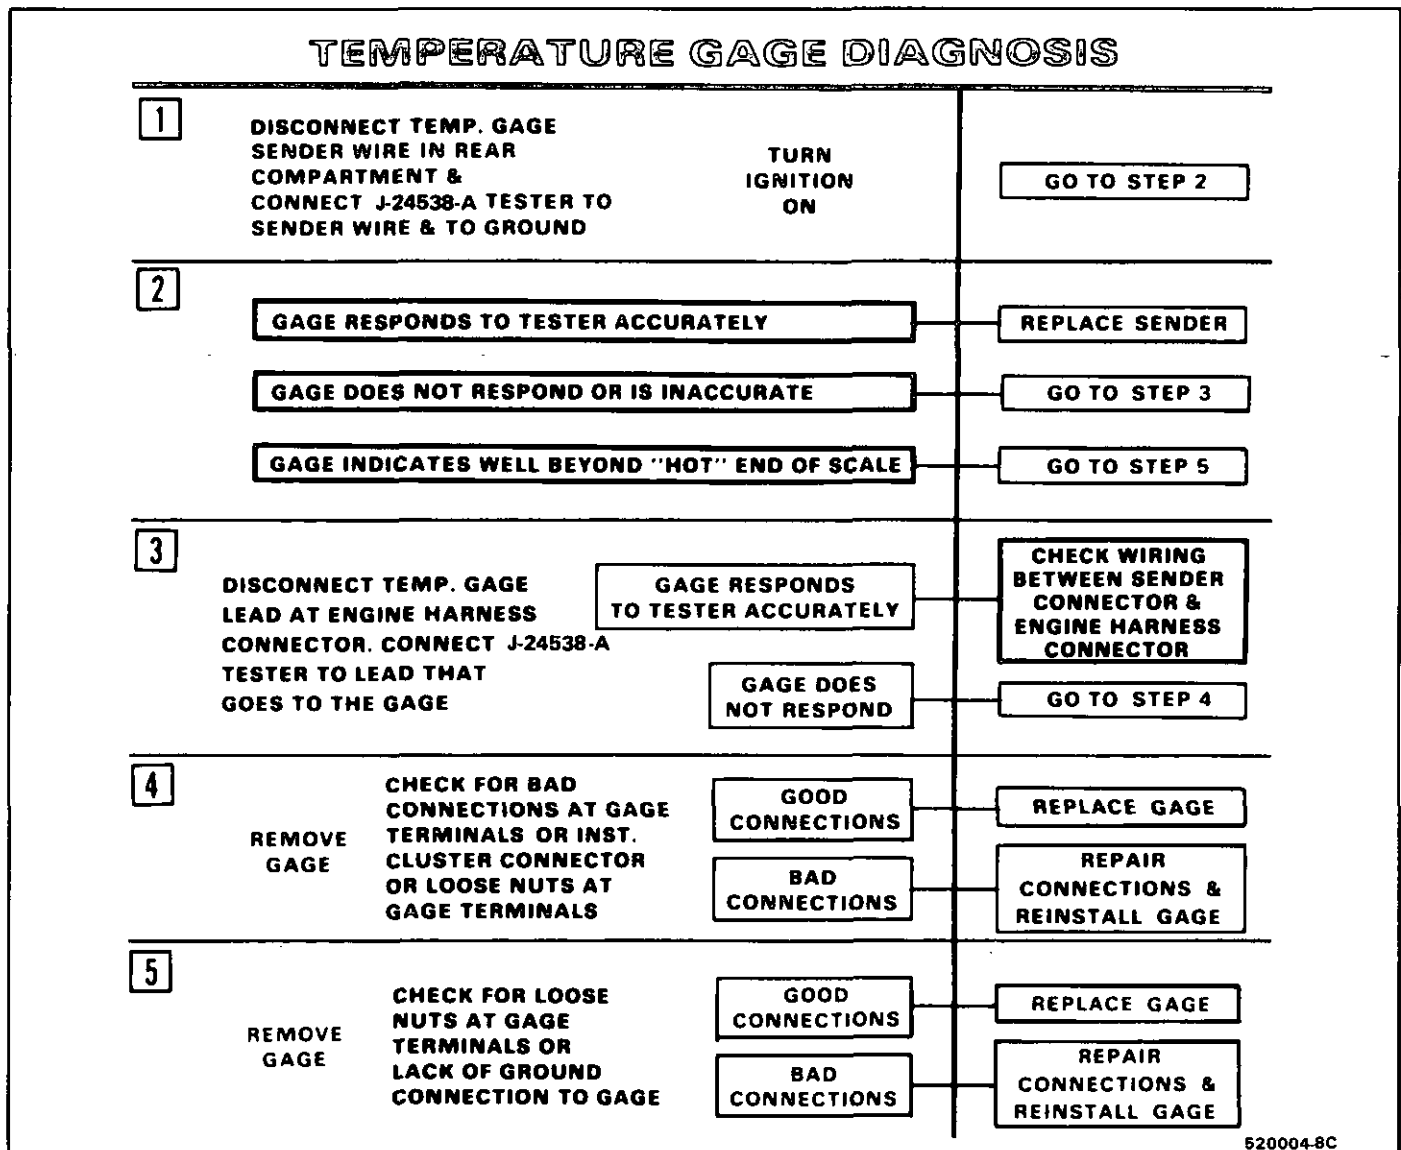 TEMPERATURE GAGE DIAGNOSIS
1
DISCONNECT TEMP. GAGE
SENDER WIRE IN REAR
COMPARTMENT &
CONNECT J-24538-A TESTER TO
SENDER WIRE & TO GROUND
TURN
IGNITION
ON
GO TO STEP 2
2
GAGE RESPONDS TO TESTER ACCURATELY
REPLACE SENDER
GAGE DOES NOT RESPOND OR IS INACCURATE
GO TO STEP 3
GAGE INDICATES WELL BEYOND "HOT" END OF SCALE
GO TO STEP 5
3
DISCONNECT TEMP. GAGE
LEAD AT ENGINE HARNESS
CONNECTOR. CONNECT J-24538-A
TESTER TO LEAD THAT
GOES TO THE GAGE
GAGE RESPONDS
TO TESTER ACCURATELY
CHECK WIRING
BETWEEN SENDER
CONNECTOR &
ENGINE HARNESS
CONNECTOR
GAGE DOES
NOT RESPOND
GO TO STEP 4
4
REMOVE
GAGE
CHECK FOR BAD
CONNECTIONS AT GAGE
TERMINALS OR INST.
CLUSTER CONNECTOR
OR LOOSE NUTS AT
GAGE TERMINALS
GOOD
CONNECTIONS
REPLACE GAGE
BAD
CONNECTIONS
REPAIR
CONNECTIONS &
REINSTALL GAGE
5
REMOVE
GAGE
CHECK FOR LOOSE
NUTS AT GAGE
TERMINALS OR
LACK OF GROUND
CONNECTION TO GAGE
GOOD
CONNECTIONS
REPLACE GAGE
BAD
CONNECTIONS
REPAIR
CONNECTIONS &
REINSTALL GAGE
520004-8C